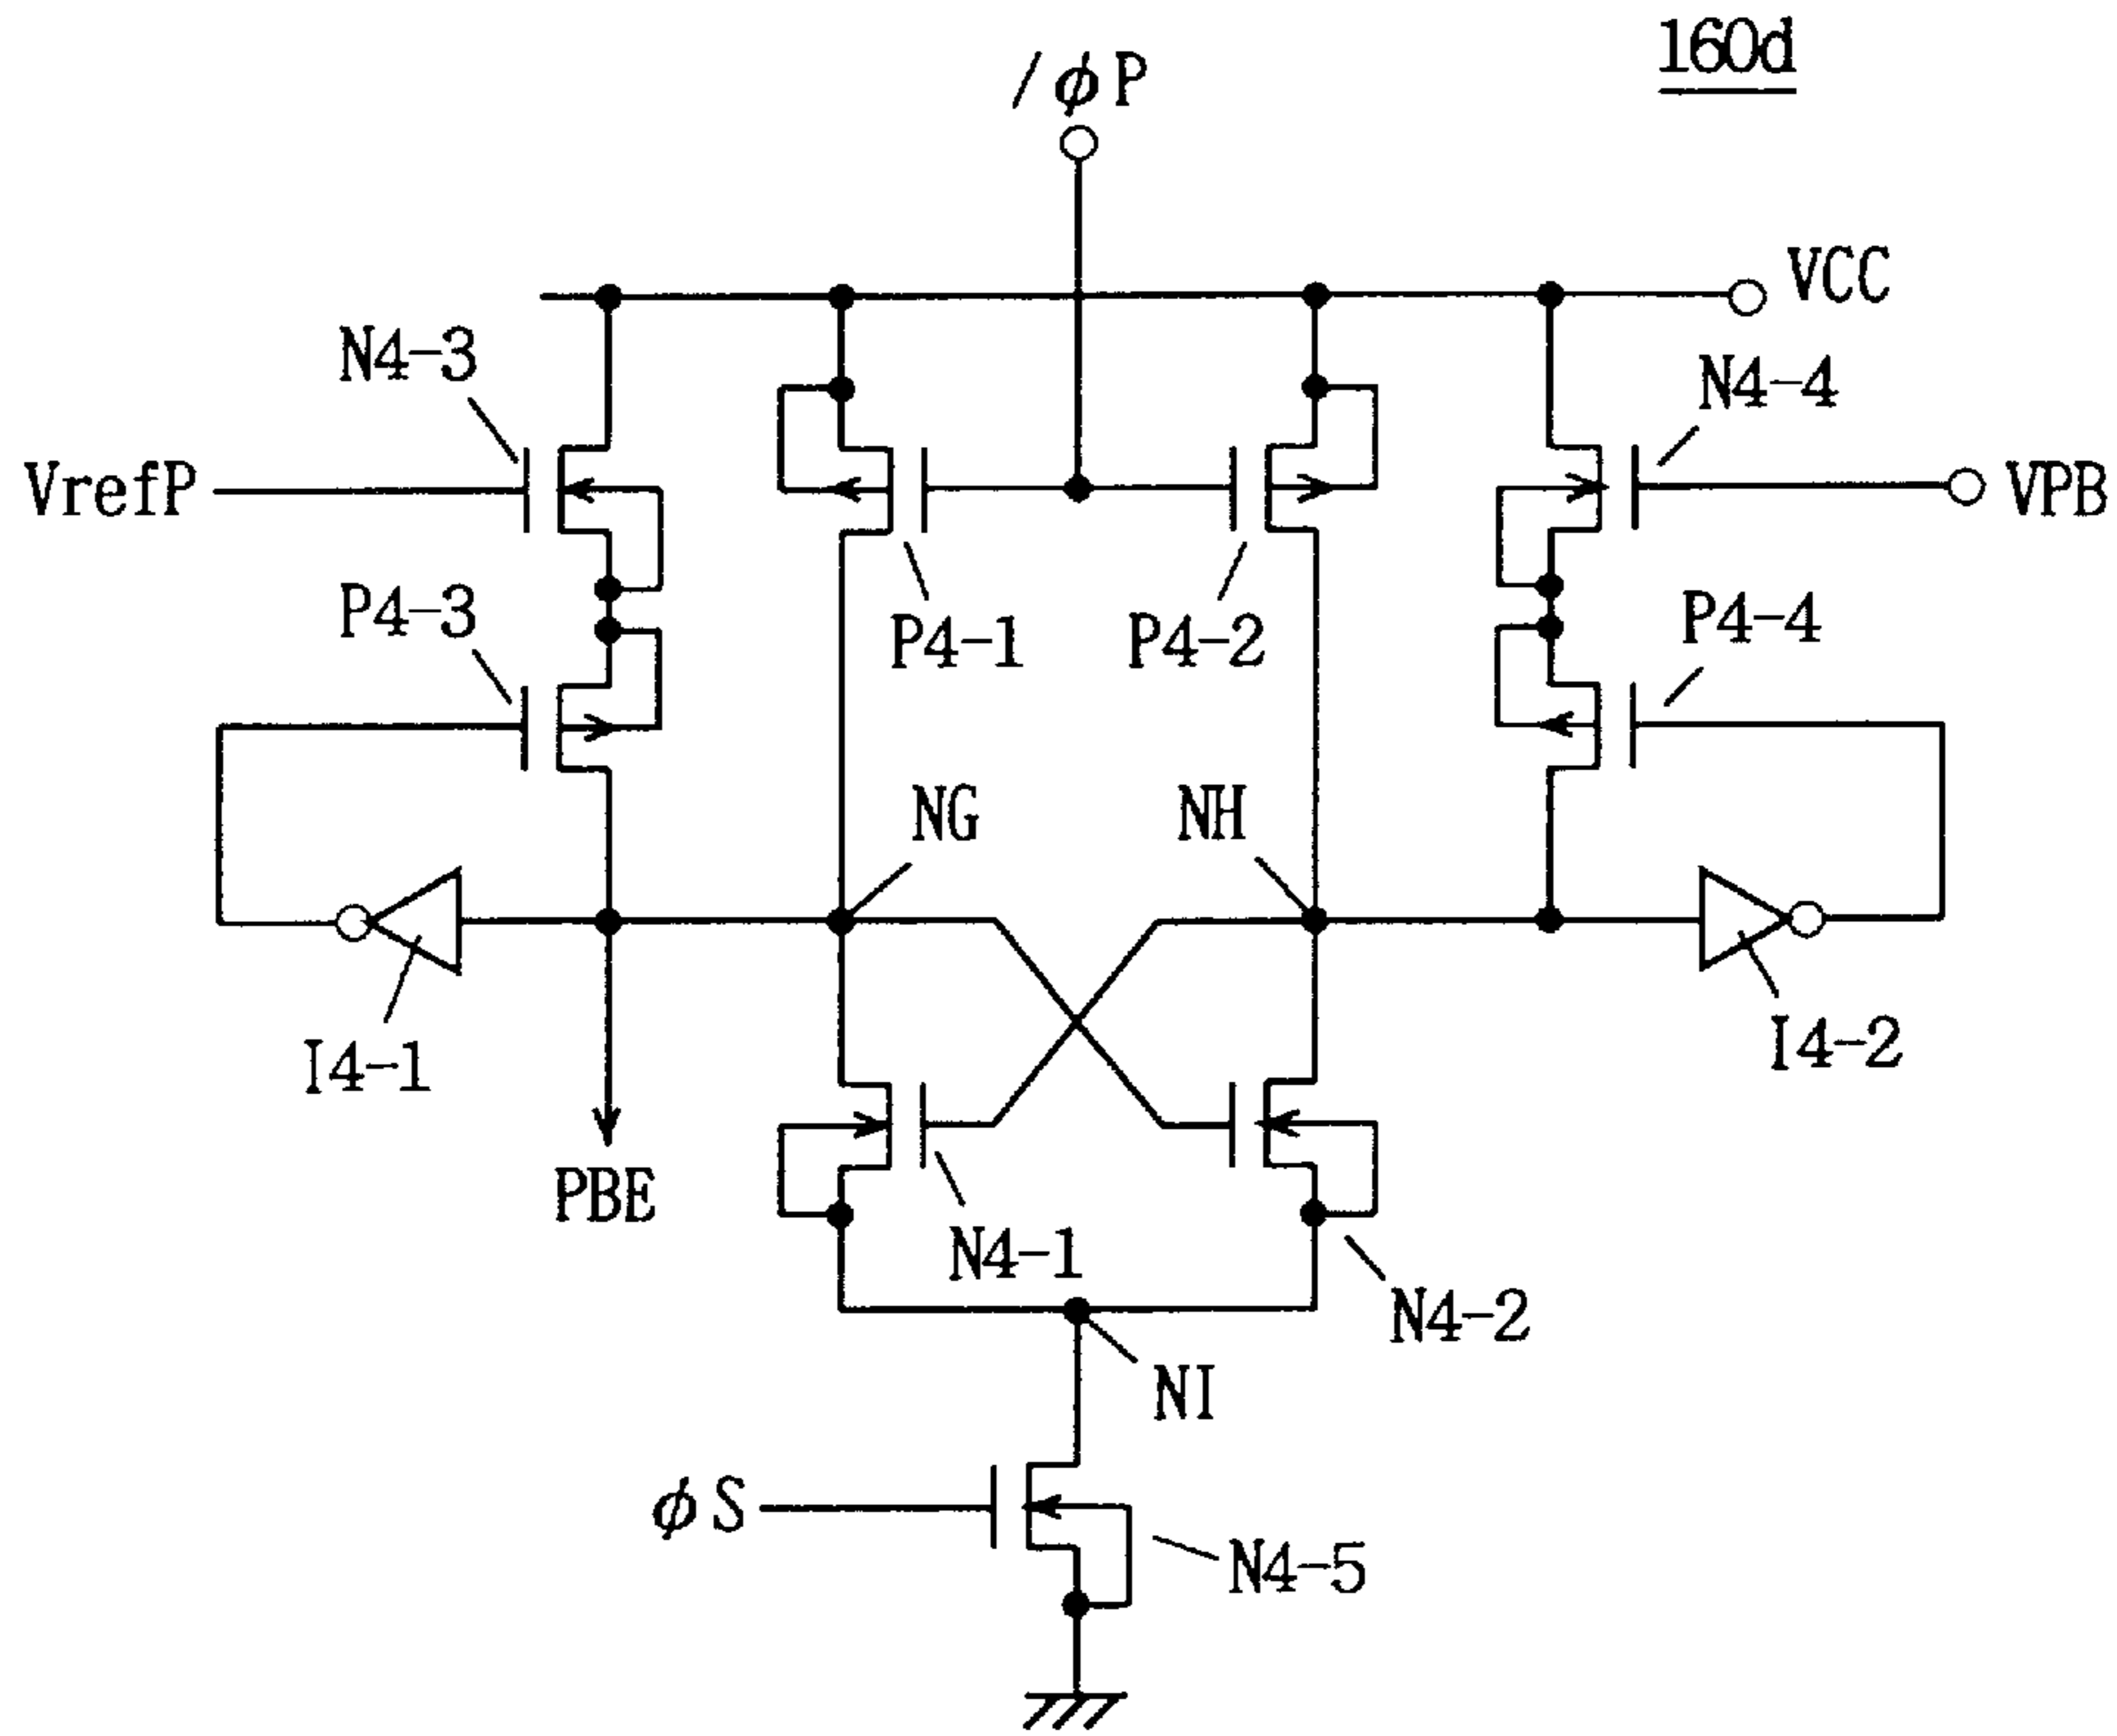 160d
/φP
VCC
N4-3
N4-4
VrefP
VPB
P4-3
P4-1
P4-2
P4-4
NG
NH
I4-1
I4-2
PBE
N4-1
N4-2
NI
φS
N4-5